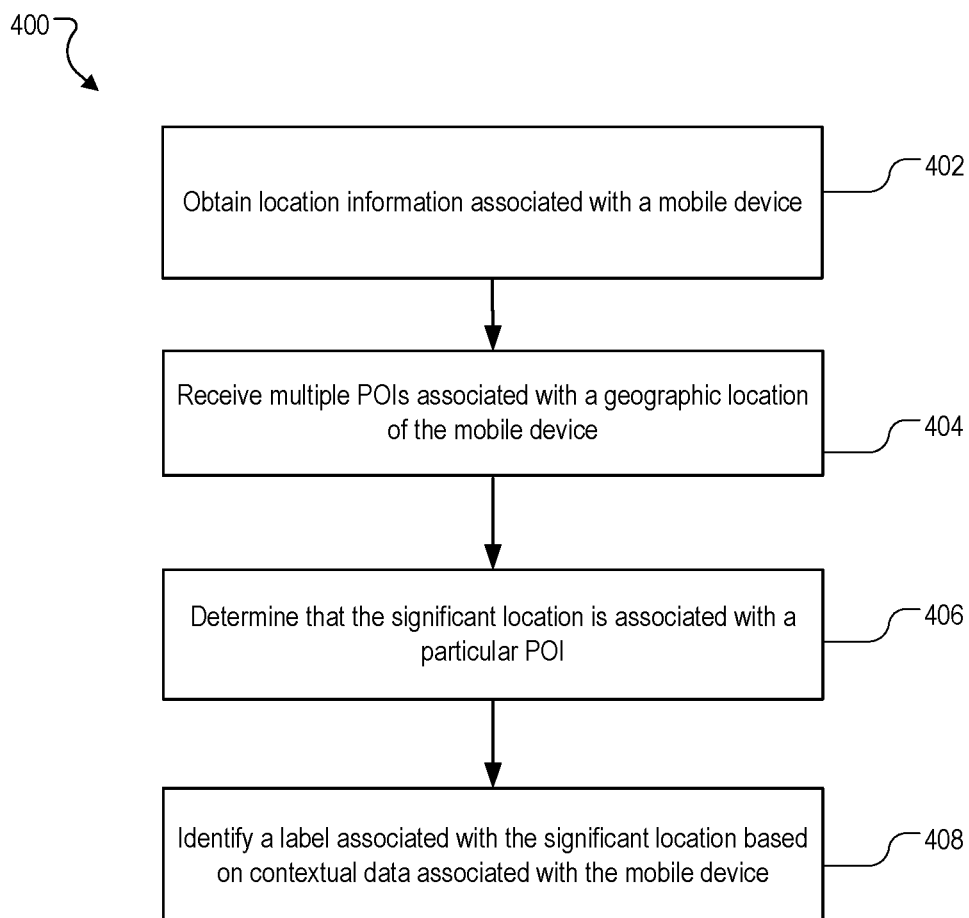 400
Obtain location information associated with a mobile device
402
Receive multiple POIs associated with a geographic location
of the mobile device
404
Determine that the significant location is associated with a
particular POI
406
Identify a label associated with the significant location based
on contextual data associated with the mobile device
408